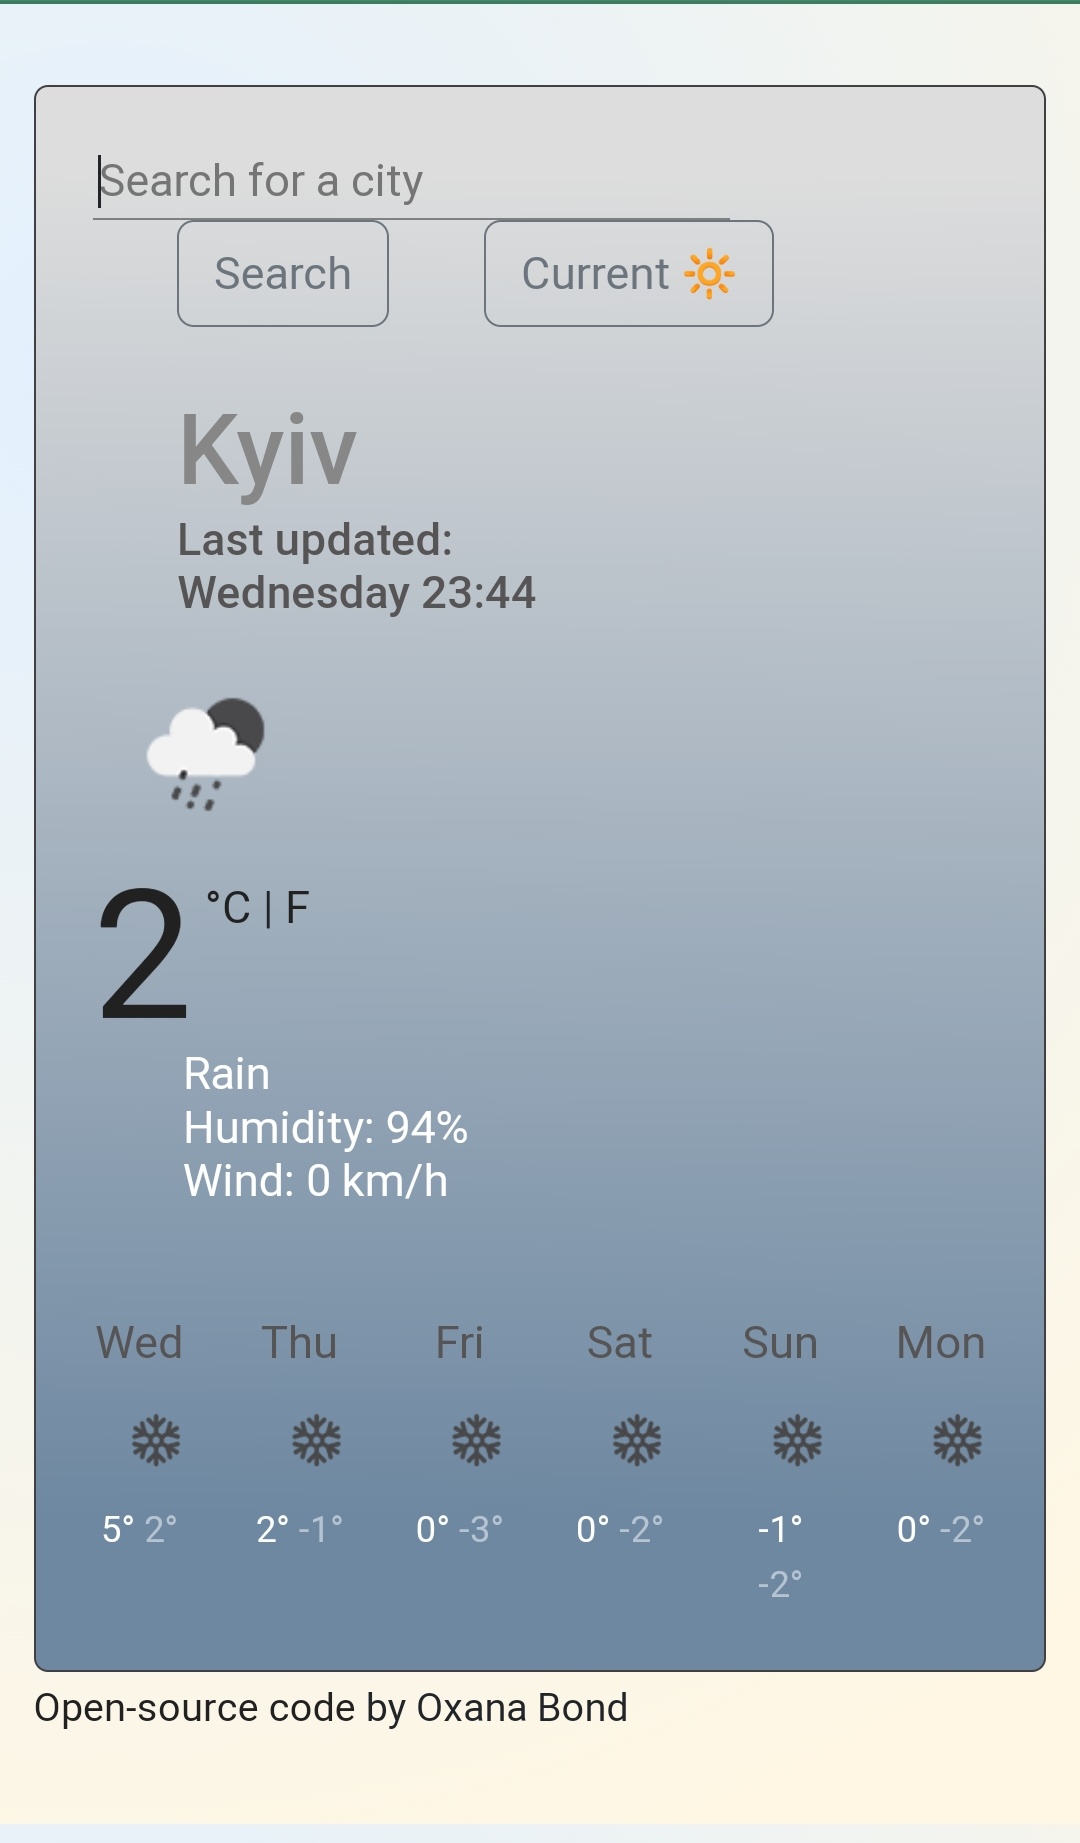 Search for a city
Search
Current 🔆
Kyiv
Last updated:
Wednesday 23:44
2 °C | F
Rain
Humidity: 94%
Wind: 0 km/h
Wed Thu Fri Sat Sun Mon
5° 2° 2° -1° 0° -3° 0° -2° -1° 0° -2°
-2°
Open-source code by Oxana Bond